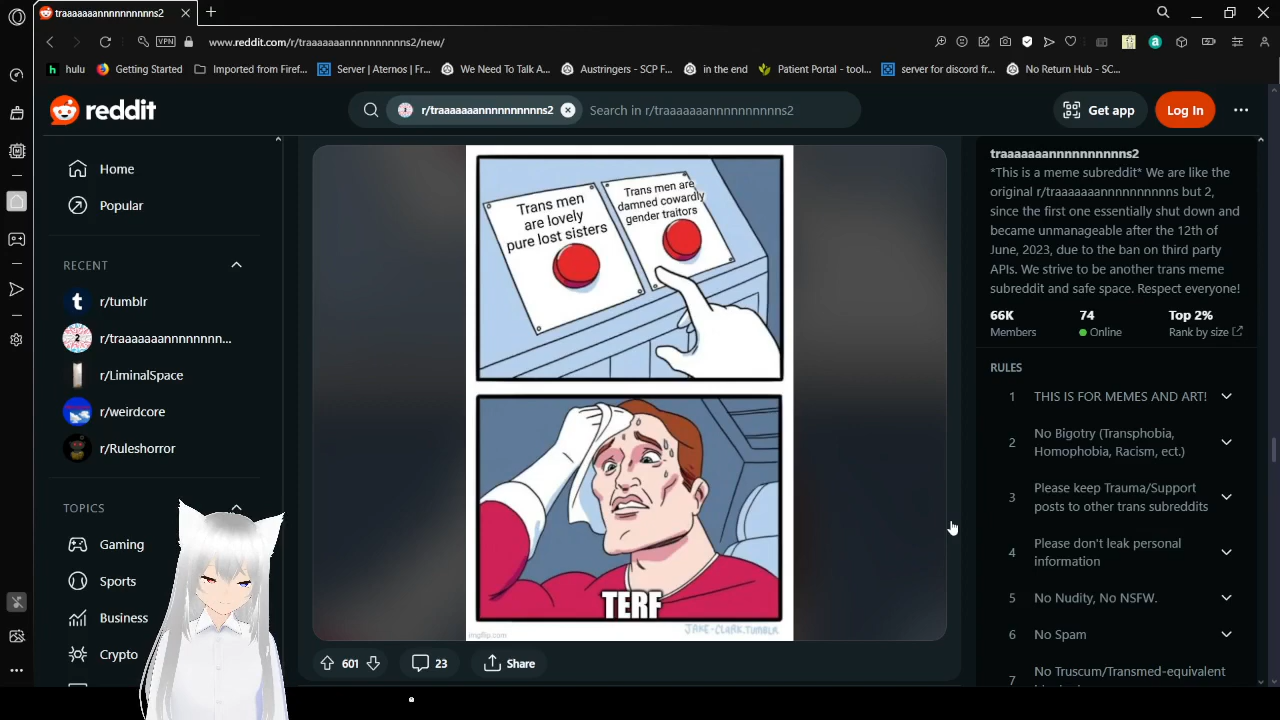 traaaaaaannnnnnnnnns2
VPN
www.reddit.com/r/traaaaaaannnnnnnnnns2/new/
hulu
Getting Started
Imported from Firef...
Server | Aternos | Fr...
We Need To Talk A...
Austringers - SCP F...
in the end
Patient Portal - tool...
server for discord fr...
No Return Hub - SC...
reddit
r/traaaaaaannnnnnnnnns2
Search in r/traaaaaaannnnnnnnnns2
Get app
Log In
Home
Popular
RECENT
r/tumblr
r/traaaaaaannnnnnn...
r/LiminalSpace
r/weirdcore
r/Ruleshorror
TOPICS
Gaming
Sports
Business
Crypto
Trans men
are lovely
pure lost sisters
Trans men are
damned cowardly
gender traitors
TERF
imgflip.com
JAKE-CLARK.TUMBLR
601
23
Share
traaaaaaannnnnnnnnns2
*This is a meme subreddit* We are like the
original r/traaaaaaannnnnnnnnns but 2,
since the first one essentially shut down and
became unmanageable after the 12th of
June, 2023, due to the ban on third party
APIs. We strive to be another trans meme
subreddit and safe space. Respect everyone!
66K
Members
74
Online
Top 2%
Rank by size
RULES
1 THIS IS FOR MEMES AND ART!
2 No Bigotry (Transphobia,
Homophobia, Racism, ect.)
3 Please keep Trauma/Support
posts to other trans subreddits
4 Please don't leak personal
information
5 No Nudity, No NSFW.
6 No Spam
7 No Truscum/Transmed-equivalent